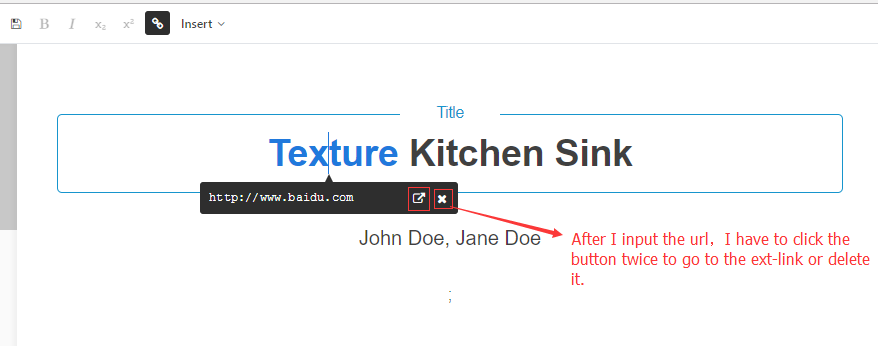 B I x₂ x² Insert
Title
Texture Kitchen Sink
http://www.baidu.com
John Doe, Jane Doe
After I input the url，I have to click the
button twice to go to the ext-link or delete
it.
;